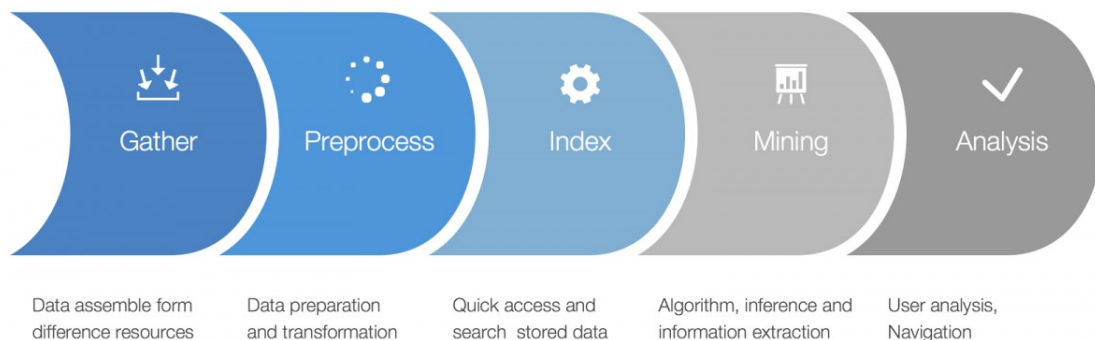 Gather
Preprocess
Index
Mining
Analysis
Data assemble form
difference resources
Data preparation
and transformation
Quick access and
search stored data
Algorithm, inference and
information extraction
User analysis,
Navigation